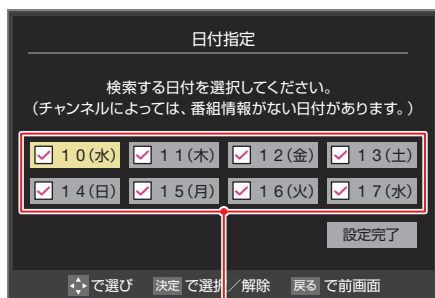 日付指定
検索する日付を選択してください。
(チャンネルによっては、番組情報がない日付があります。)
10(水) 11(木) 12(金) 13(土)
14(日) 15(月) 16(火) 17(水)
設定完了
で選び 決定 で選択/解除 戻る で前画面